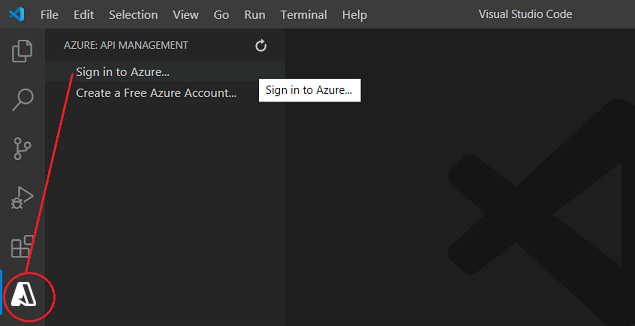 File Edit Selection View Go Run Terminal Help Visual Studio Code
AZURE: API MANAGEMENT
Sign in to Azure...
Sign in to Azure...
Create a Free Azure Account...